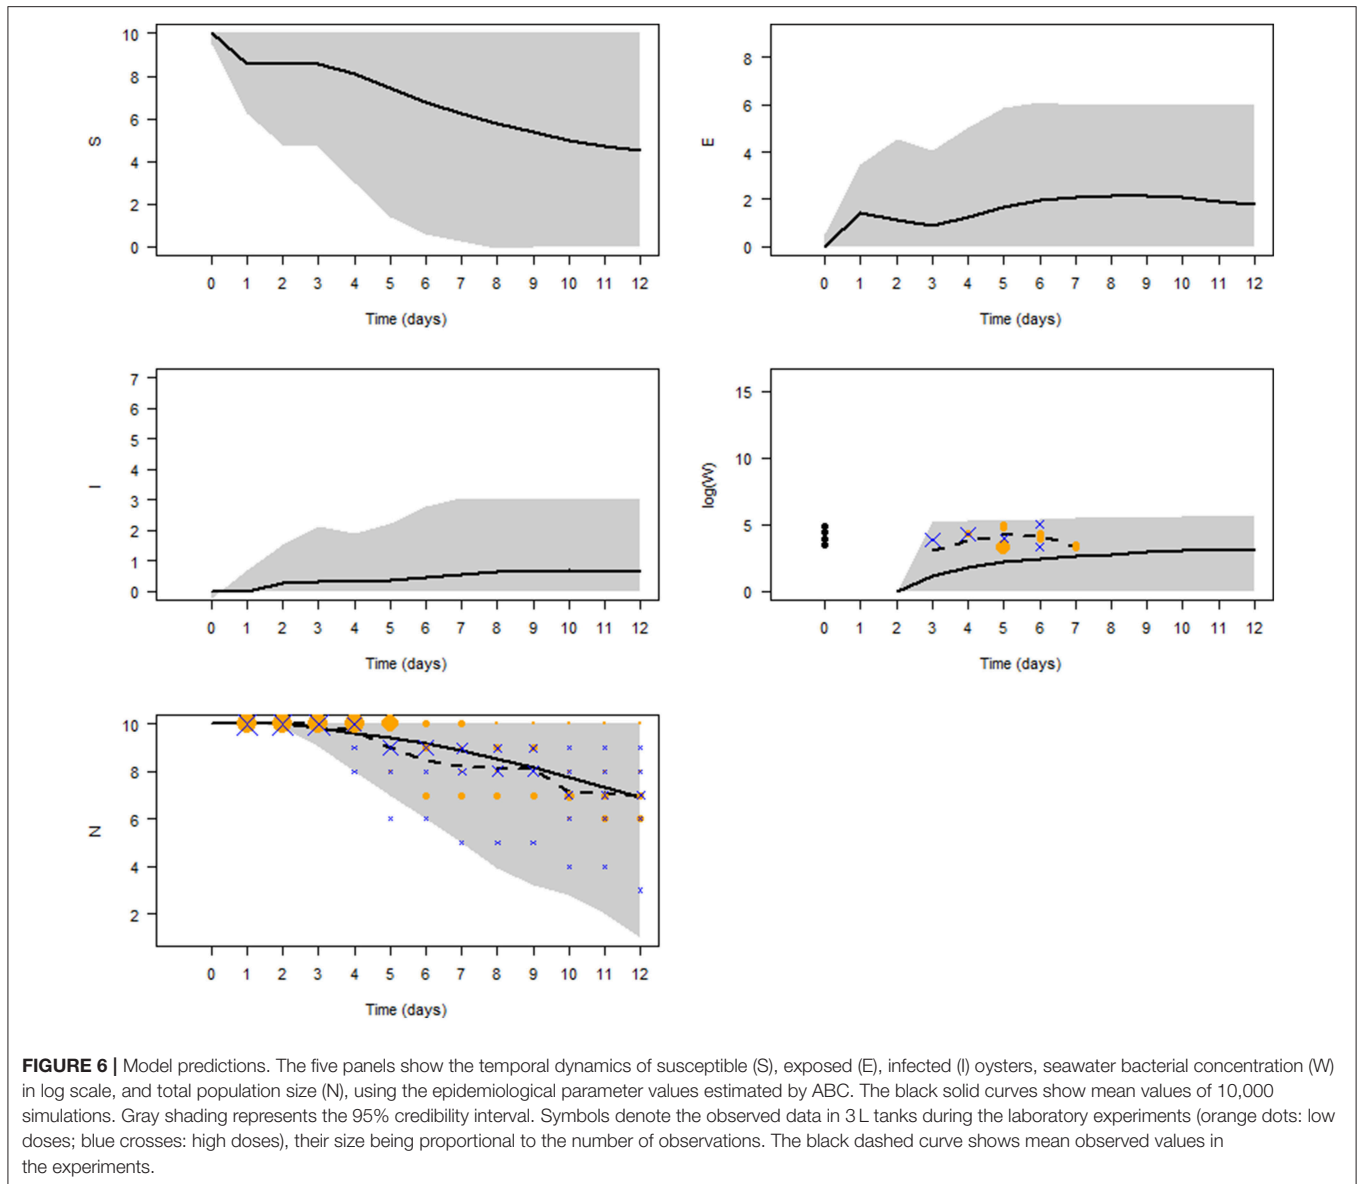 10
8
6
4
2
0
S
0 1 2 3 4 5 6 7 8 9 10 11 12
Time (days)
8
6
4
2
0
E
0 1 2 3 4 5 6 7 8 9 10 11 12
Time (days)
7
6
5
4
3
2
1
0
I
0 1 2 3 4 5 6 7 8 9 10 11 12
Time (days)
15
10
5
0
log(W)
0 1 2 3 4 5 6 7 8 9 10 11 12
Time (days)
10
8
6
4
2
N
0 1 2 3 4 5 6 7 8 9 10 11 12
Time (days)
FIGURE 6 | Model predictions. The five panels show the temporal dynamics of susceptible (S), exposed (E), infected (I) oysters, seawater bacterial concentration (W)
in log scale, and total population size (N), using the epidemiological parameter values estimated by ABC. The black solid curves show mean values of 10,000
simulations. Gray shading represents the 95% credibility interval. Symbols denote the observed data in 3 L tanks during the laboratory experiments (orange dots: low
doses; blue crosses: high doses), their size being proportional to the number of observations. The black dashed curve shows mean observed values in
the experiments.